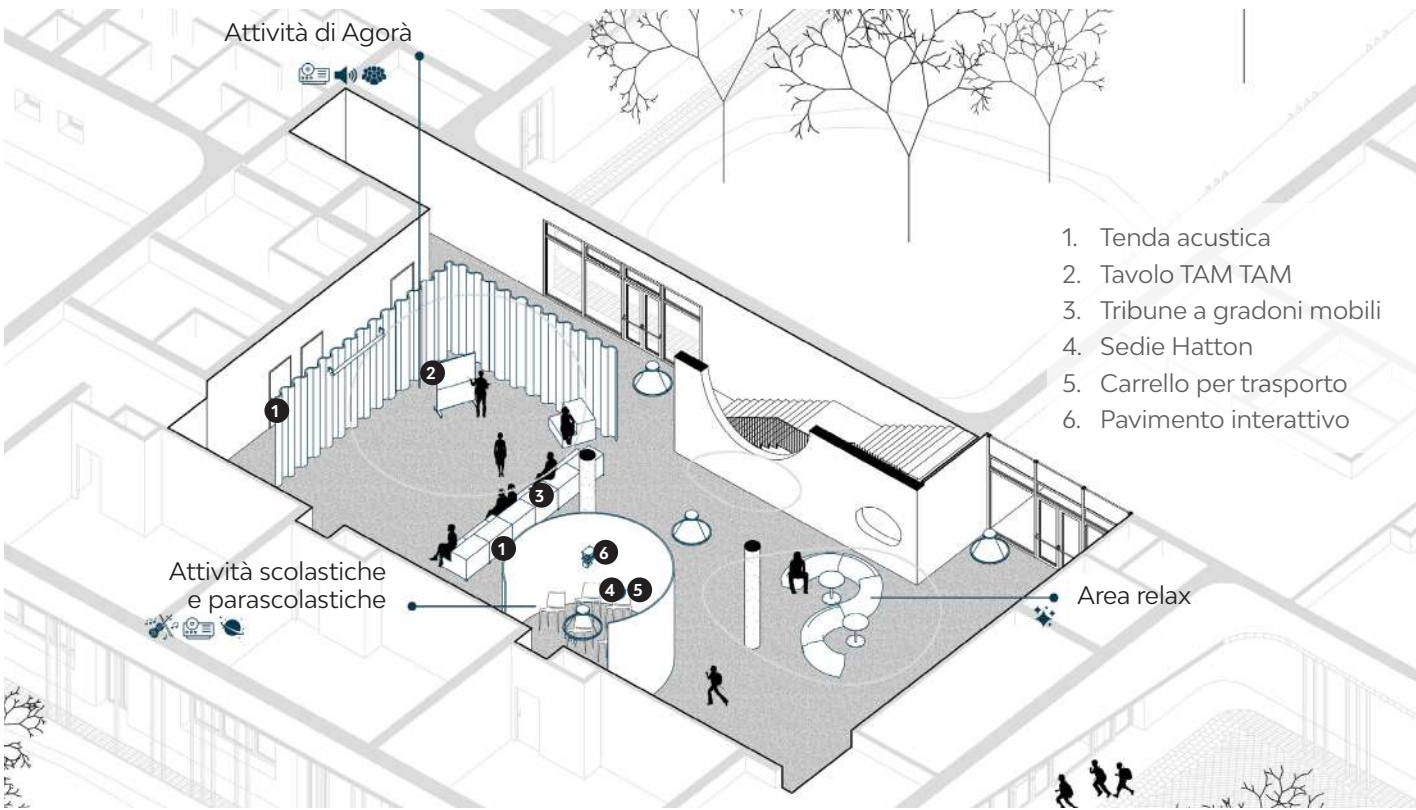 Attività di Agorà
1. Tenda acustica
2. Tavolo TAM TAM
3. Tribune a gradoni mobili
4. Sedie Hatton
5. Carrello per trasporto
6. Pavimento interattivo
2
1
3
1
6
4 5
Attività scolastiche
e parascolastiche
Area relax